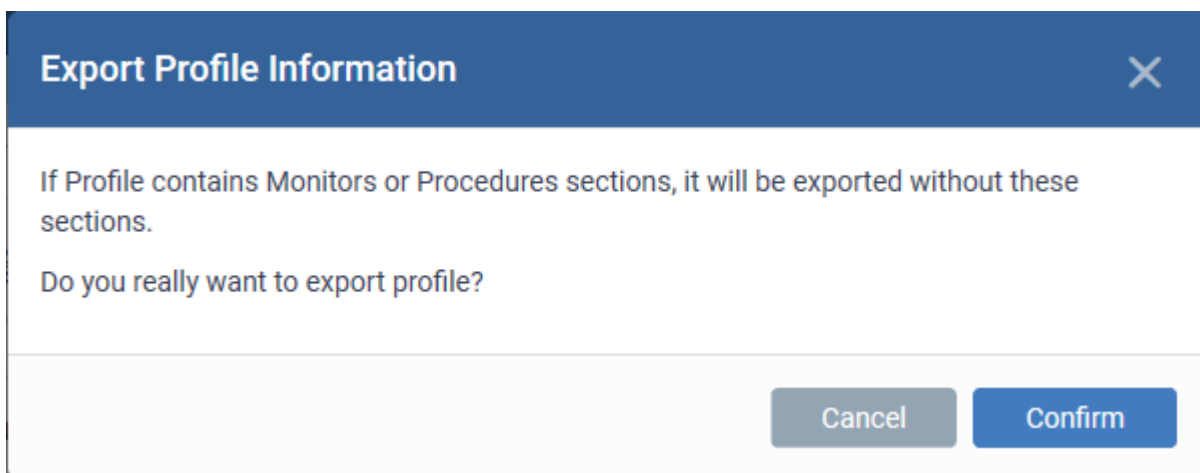 Export Profile Information
If Profile contains Monitors or Procedures sections, it will be exported without these
sections.
Do you really want to export profile?
Cancel
Confirm